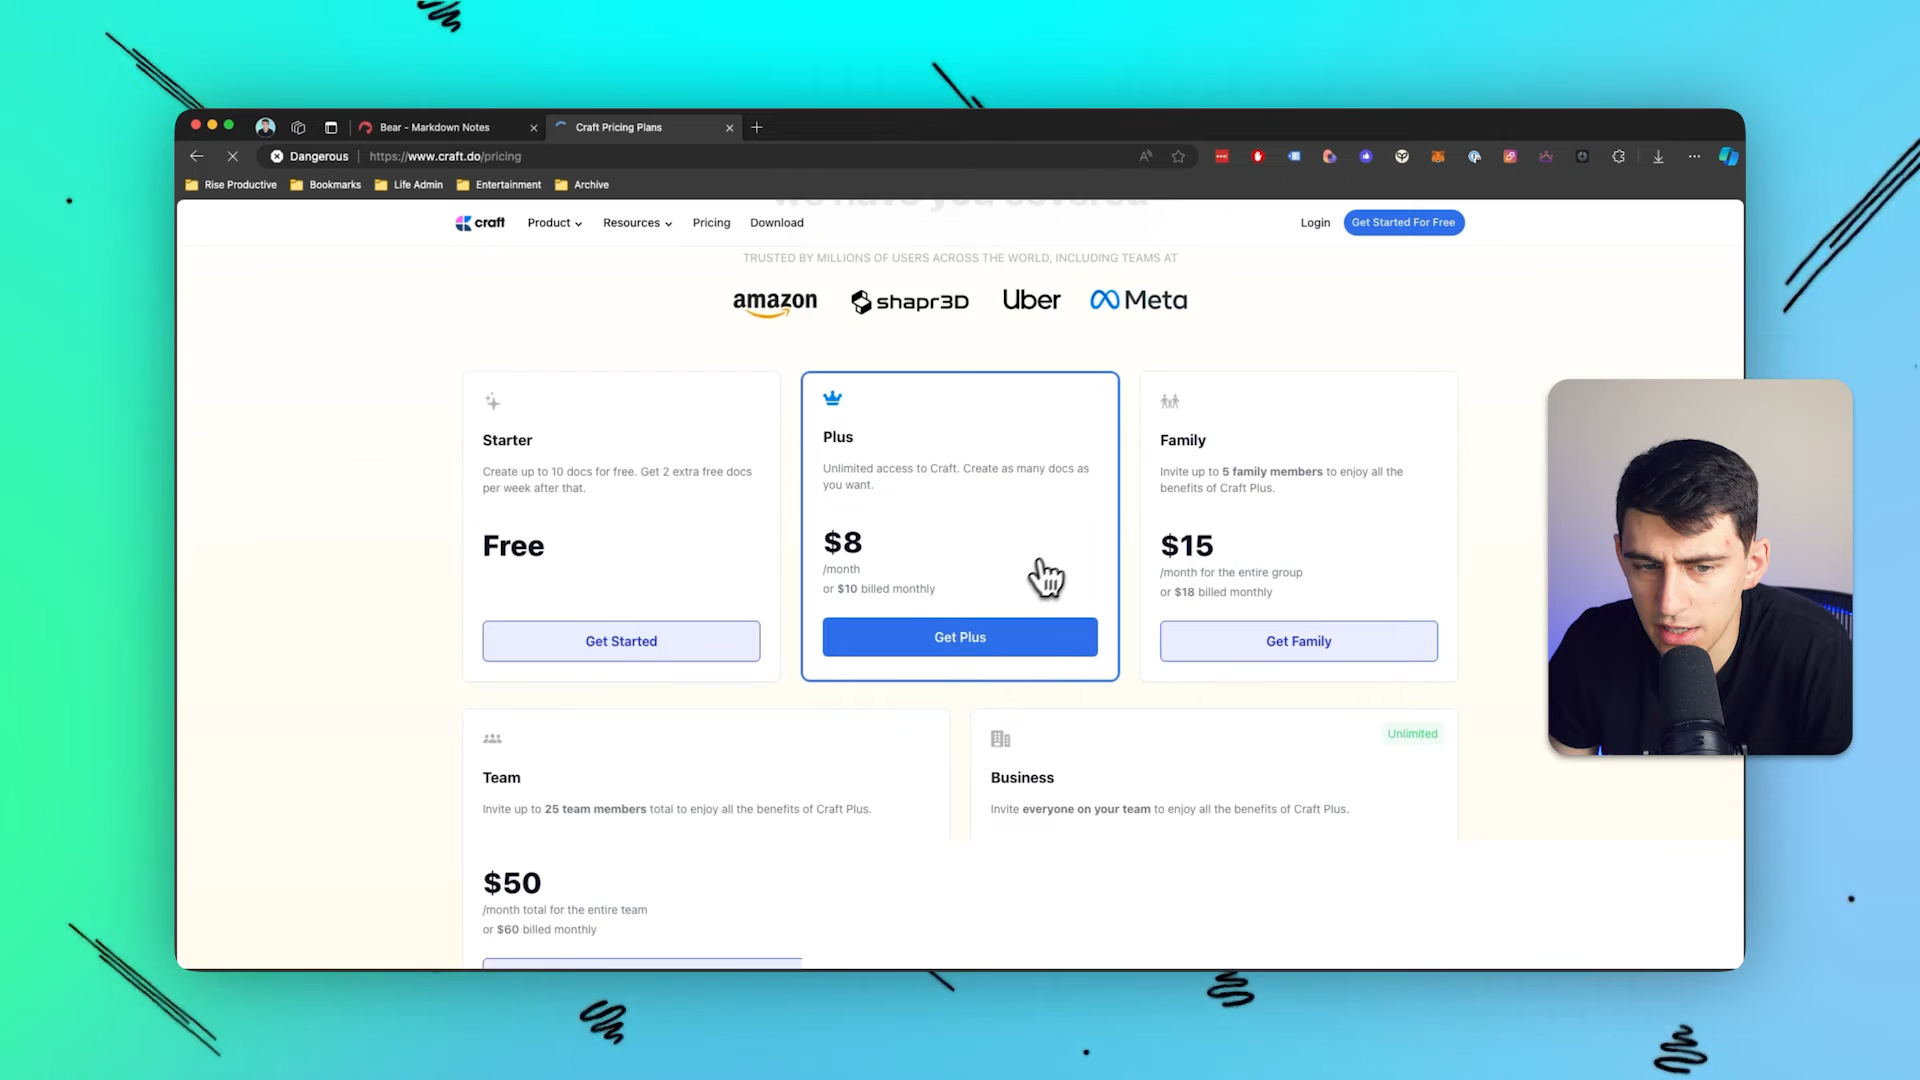 Bear - Markdown Notes
Craft Pricing Plans
Dangerous
https://www.craft.do/pricing
Rise Productive
Bookmarks
Life Admin
Entertainment
Archive
we have you covered
craft
Product
Resources
Pricing
Download
Login
Get Started For Free
TRUSTED BY MILLIONS OF USERS ACROSS THE WORLD, INCLUDING TEAMS AT
amazon
shapr3D
Uber
Meta
Starter
Create up to 10 docs for free. Get 2 extra free docs
per week after that.
Free
Get Started
Plus
Unlimited access to Craft. Create as many docs as
you want.
$8
/month
or $10 billed monthly
Get Plus
Family
Invite up to 5 family members to enjoy all the
benefits of Craft Plus.
$15
/month for the entire group
or $18 billed monthly
Get Family
Team
Invite up to 25 team members total to enjoy all the benefits of Craft Plus.
$50
/month total for the entire team
or $60 billed monthly
Unlimited
Business
Invite everyone on your team to enjoy all the benefits of Craft Plus.